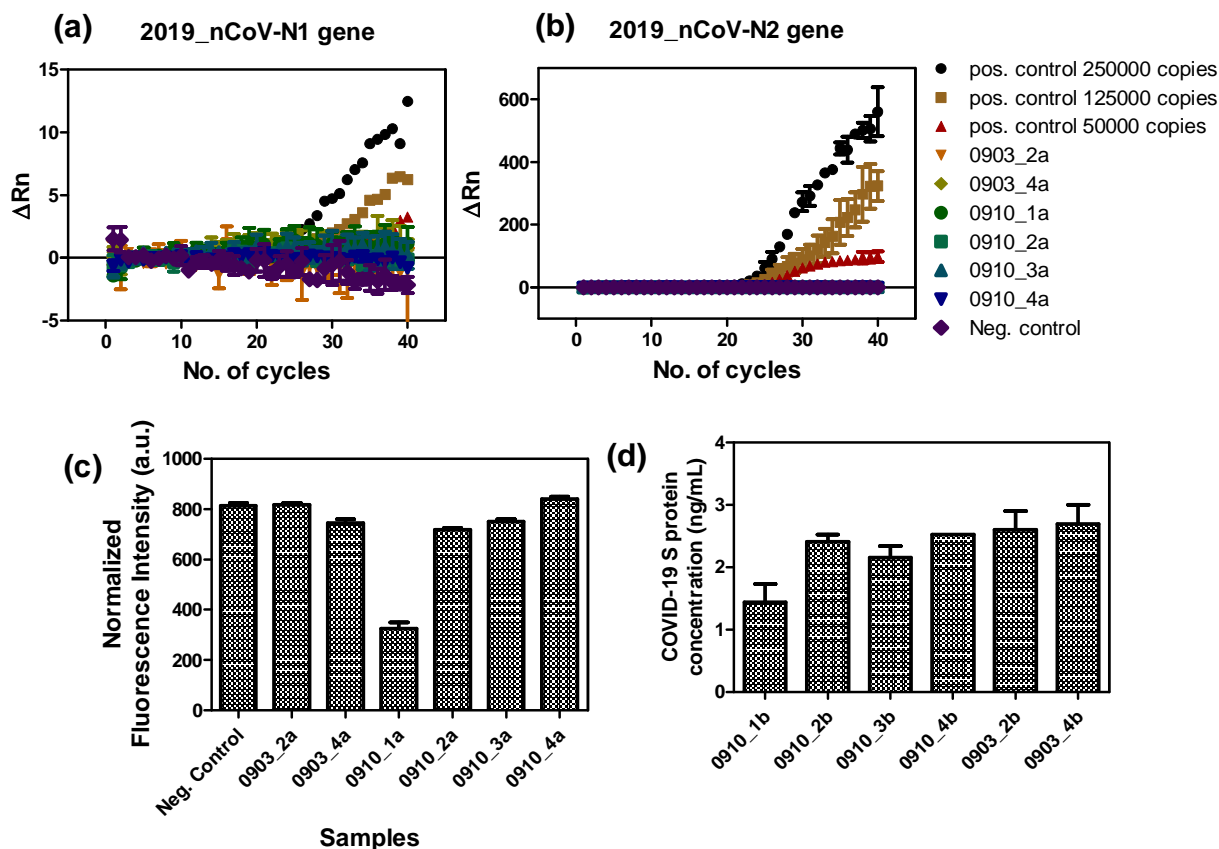 (a)
2019_nCoV-N1 gene
15
10
5
0
-5
ΔRn
0
10
20
30
40
No. of cycles
(b)
2019_nCoV-N2 gene
600
400
200
0
ΔRn
0
10
20
30
40
No. of cycles
pos. control 250000 copies
pos. control 125000 copies
pos. control 50000 copies
0903_2a
0903_4a
0910_1a
0910_2a
0910_3a
0910_4a
Neg. control
(c)
Normalized
Fluorescence Intensity (a.u.)
1000
800
600
400
200
0
Neg. Control
0903_2a
0903_4a
0910_1a
0910_2a
0910_3a
0910_4a
Samples
(d)
COVID-19 S protein
concentration (ng/mL)
4
3
2
1
0
0910_1b
0910_2b
0910_3b
0910_4b
0903_2b
0903_4b